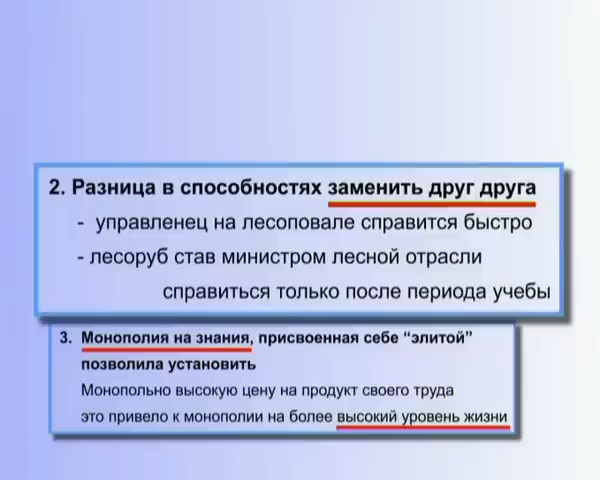 2. Разница в способностях заменить друг друга
- управленец на лесоповале справится быстро
- лесоруб став министром лесной отрасли
справиться только после периода учебы
3. Монополия на знания, присвоенная себе “элитой”
позволила установить
Монопольно высокую цену на продукт своего труда
это привело к монополии на более высокий уровень жизни